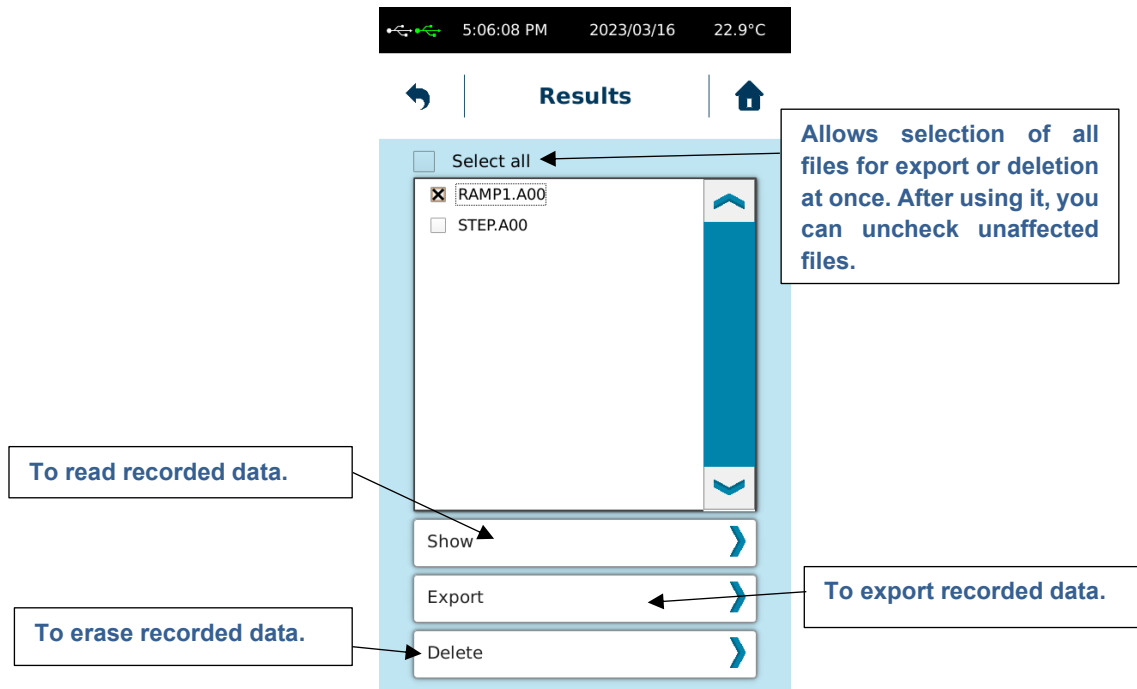 5:06:08 PM 2023/03/16 22.9°C
Results
Select all
RAMP1.A00
STEP.A00
Allows selection of all
files for export or deletion
at once. After using it, you
can uncheck unaffected
files.
To read recorded data.
Show
Export
To export recorded data.
To erase recorded data.
Delete